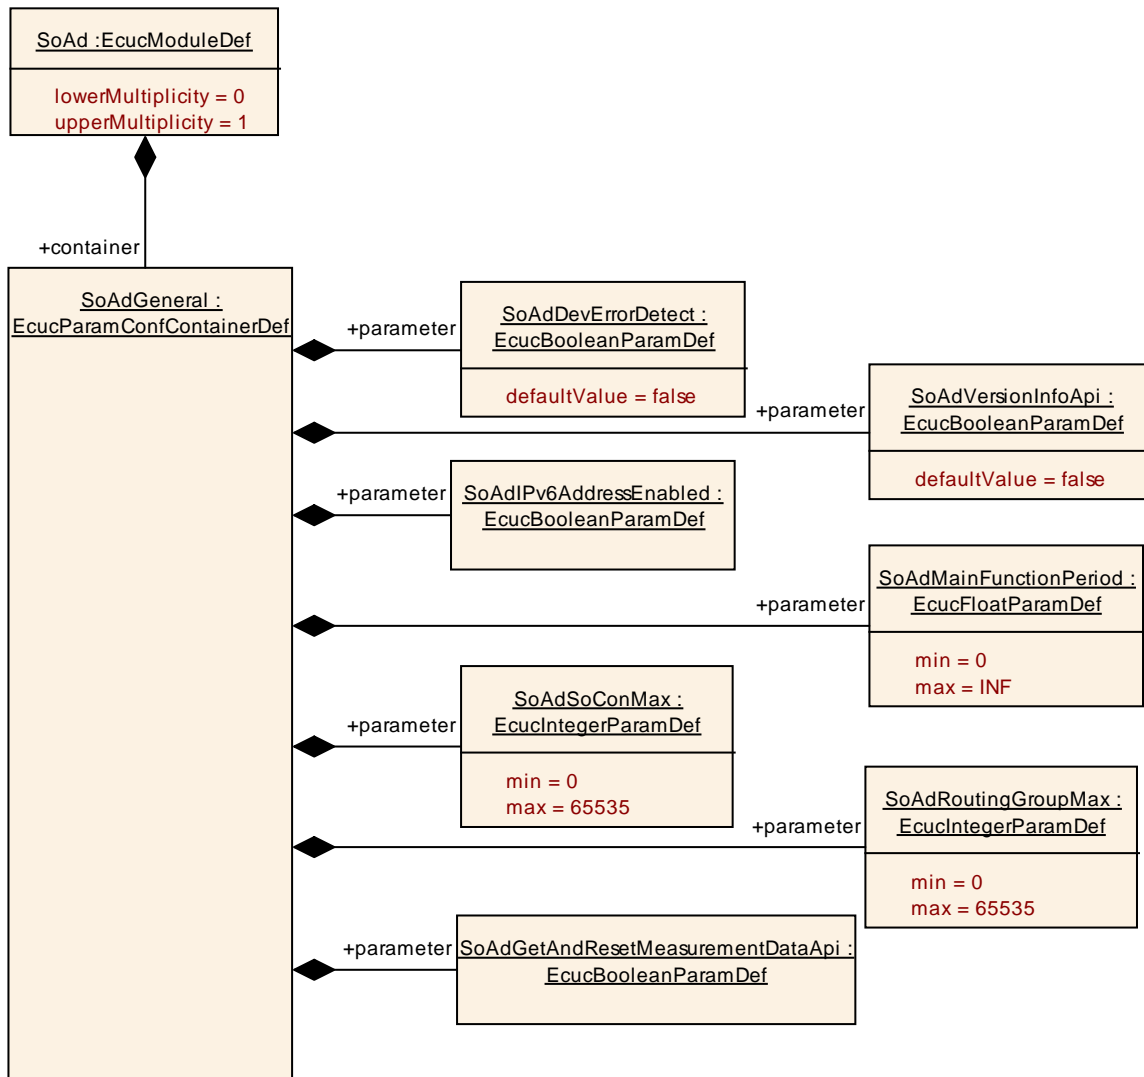 SoAd :EcucModuleDef
lowerMultiplicity = 0
upperMultiplicity = 1
+container
SoAdGeneral :
EcucParamConfContainerDef
+parameter
SoAdDevErrorDetect :
EcucBooleanParamDef
defaultValue = false
+parameter
SoAdVersionInfoApi :
EcucBooleanParamDef
defaultValue = false
+parameter
SoAdIPv6AddressEnabled :
EcucBooleanParamDef
+parameter
SoAdMainFunctionPeriod :
EcucFloatParamDef
min = 0
max = INF
+parameter
SoAdSoConMax :
EcucIntegerParamDef
min = 0
max = 65535
+parameter
SoAdRoutingGroupMax :
EcucIntegerParamDef
min = 0
max = 65535
+parameter
SoAdGetAndResetMeasurementDataApi :
EcucBooleanParamDef